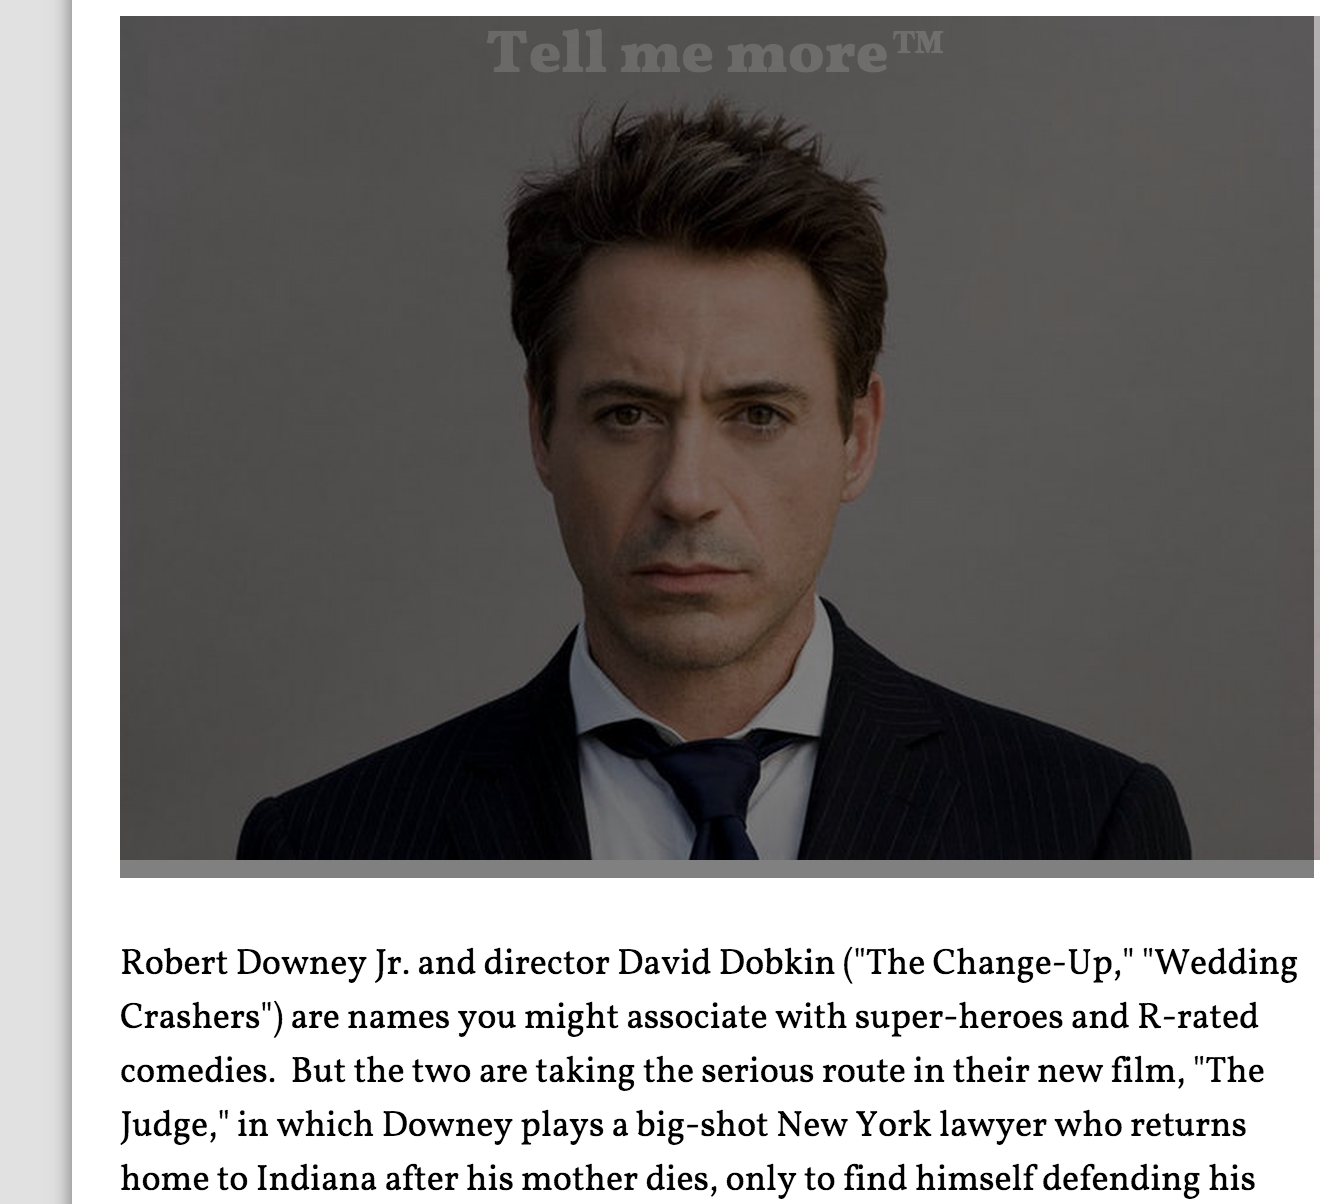 Tell me more™
Robert Downey Jr. and director David Dobkin ("The Change-Up," "Wedding
Crashers") are names you might associate with super-heroes and R-rated
comedies.  But the two are taking the serious route in their new film, "The
Judge," in which Downey plays a big-shot New York lawyer who returns
home to Indiana after his mother dies, only to find himself defending his